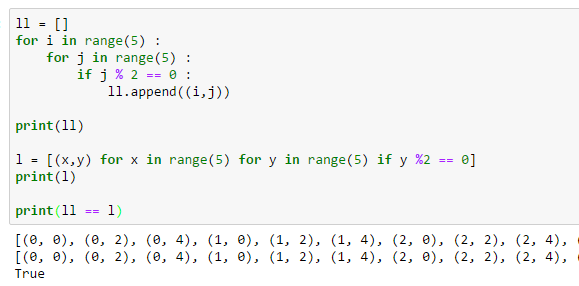 ll = []
for i in range(5) :
    for j in range(5) :
        if j % 2 == 0 :
            ll.append((i,j))
print(ll)
l = [(x,y) for x in range(5) for y in range(5) if y %2 == 0]
print(l)
print(ll == l)
[(0, 0), (0, 2), (0, 4), (1, 0), (1, 2), (1, 4), (2, 0), (2, 2), (2, 4),
[(0, 0), (0, 2), (0, 4), (1, 0), (1, 2), (1, 4), (2, 0), (2, 2), (2, 4),
True